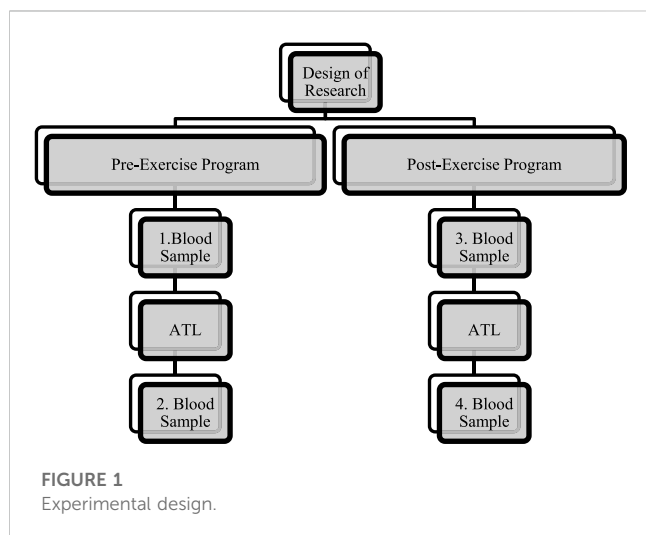 Design of
Research
Pre-Exercise Program
Post-Exercise Program
1.Blood
Sample
3. Blood
Sample
ATL
ATL
2. Blood
Sample
4. Blood
Sample
FIGURE 1
Experimental design.